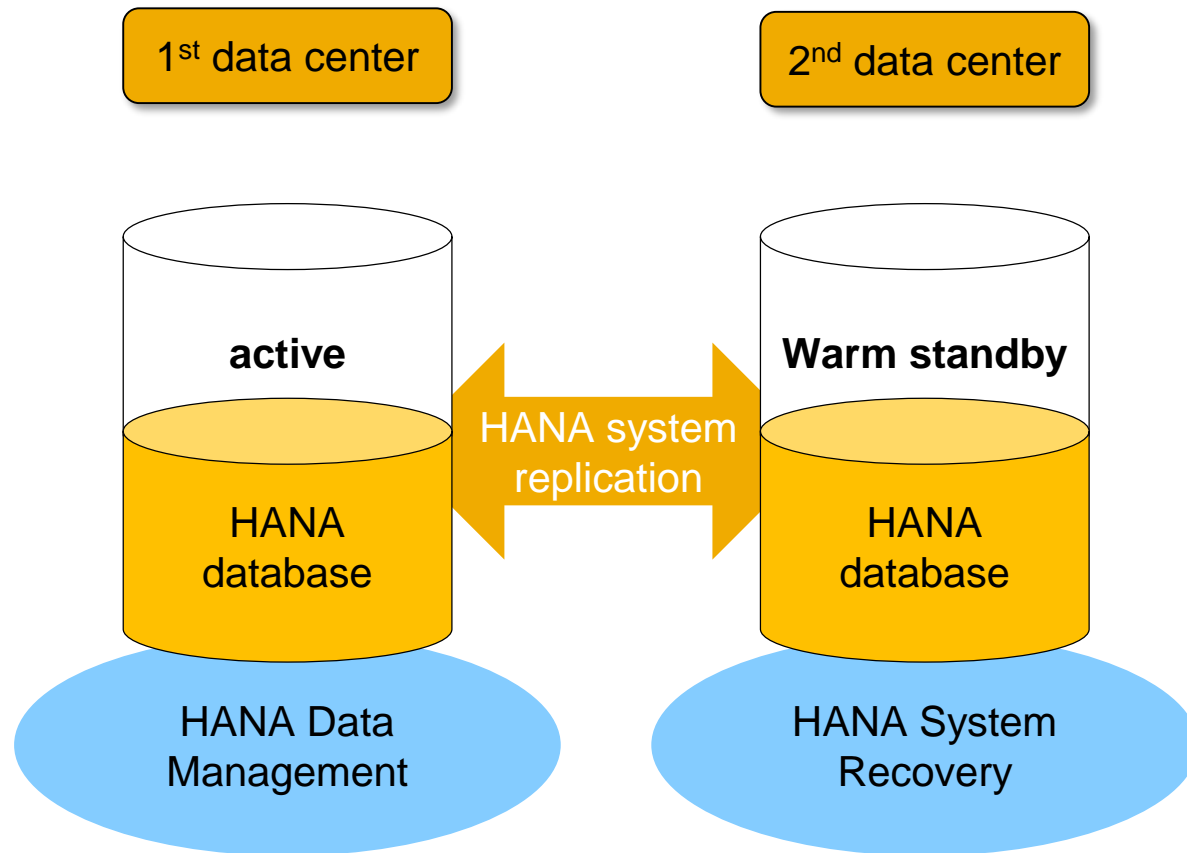 1st data center
2nd data center
active
Warm standby
HANA system
replication
HANA
database
HANA
database
HANA Data
Management
HANA System
Recovery